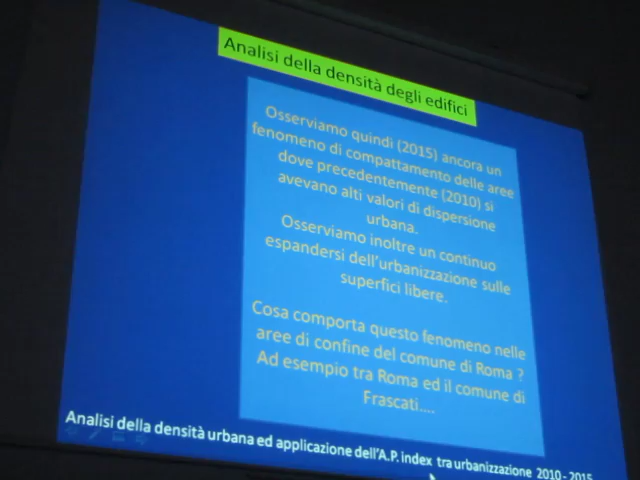 Analisi della densità degli edifici
Osserviamo quindi (2015) ancora un
fenomeno di compattamento delle aree
dove precedentemente (2010) si
avevano alti valori di dispersione
urbana.
Osserviamo inoltre un continuo
espandersi dell'urbanizzazione sulle
superfici libere.
Cosa comporta questo fenomeno nelle
aree di confine del comune di Roma ?
Ad esempio tra Roma ed il comune di
Frascati....
Analisi della densità urbana ed applicazione dell'A.P. index tra urbanizzazione 2010 - 2015